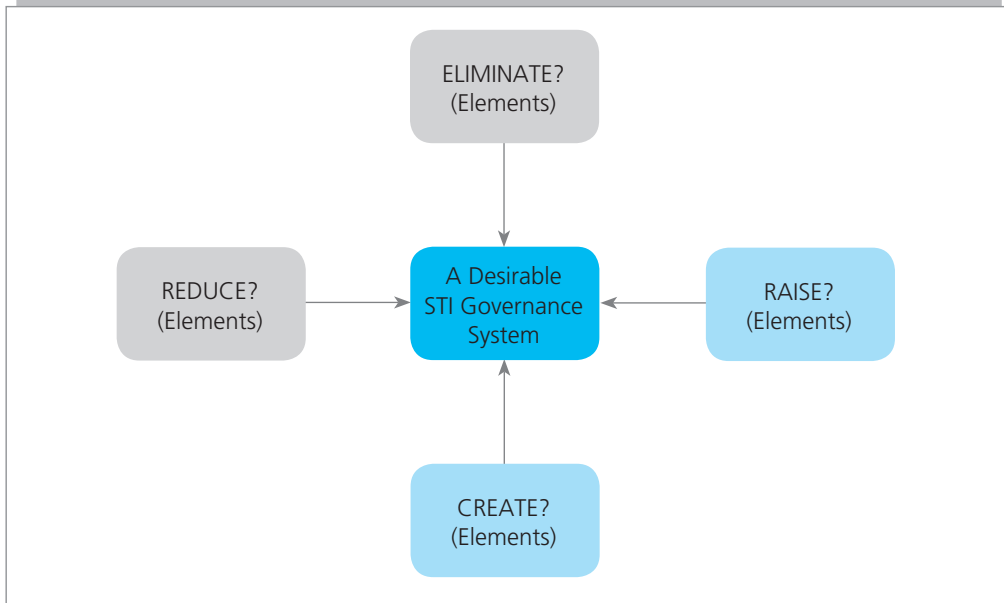 ELIMINATE?
(Elements)
REDUCE?
(Elements)
A Desirable
STI Governance
System
RAISE?
(Elements)
CREATE?
(Elements)